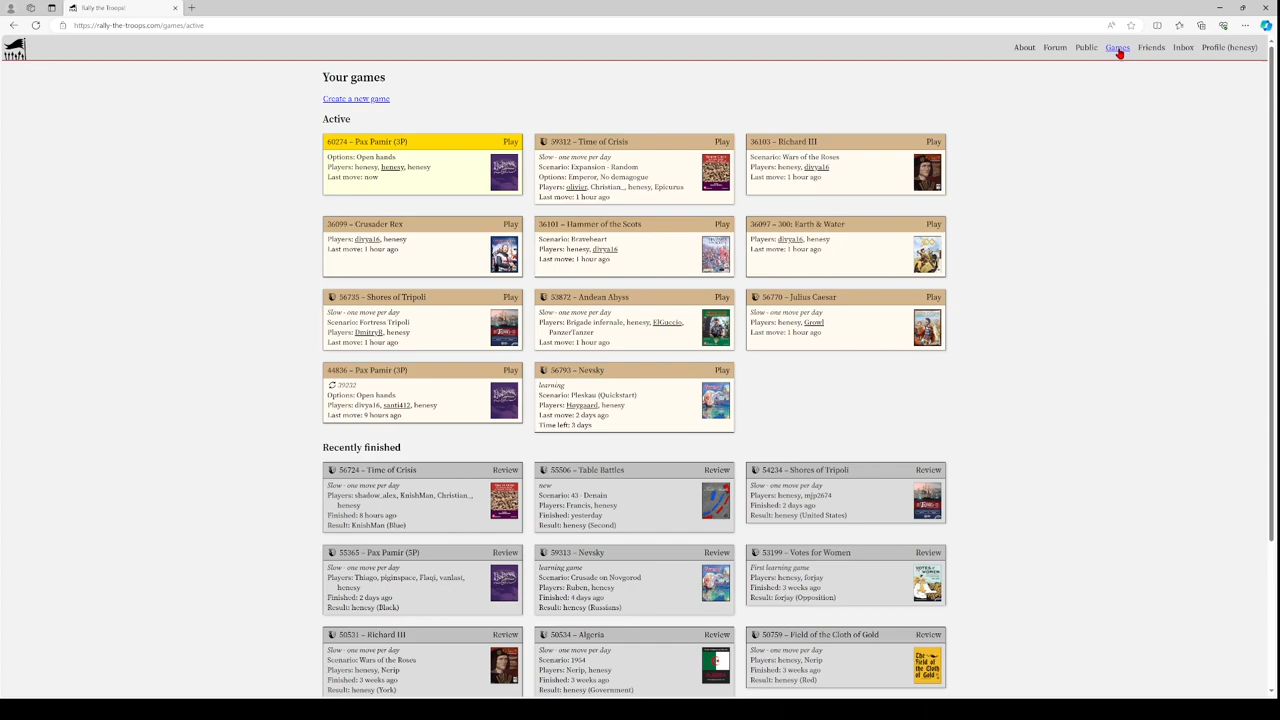 Rally the Troops!
https://rally-the-troops.com/games/active
About Forum Public Games Friends Inbox Profile (henesy)
Your games
Create a new game
Active
60274 – Pax Pamir (3P) Play
Options: Open hands
Players: henesy, henesy, henesy
Last move: now
59312 – Time of Crisis Play
Slow - one move per day
Scenario: Expansion - Random
Options: Emperor, No demagogue
Players: olivier, Christian_, henesy, Epicurus
Last move: 1 hour ago
36103 – Richard III Play
Scenario: Wars of the Roses
Players: henesy, divya16
Last move: 1 hour ago
36099 – Crusader Rex Play
Players: divya16, henesy
Last move: 1 hour ago
36101 – Hammer of the Scots Play
Scenario: Braveheart
Players: henesy, divya16
Last move: 1 hour ago
36097 – 300: Earth & Water Play
Players: divya16, henesy
Last move: 1 hour ago
56735 – Shores of Tripoli Play
Slow - one move per day
Scenario: Fortress Tripoli
Players: DmitryR, henesy
Last move: 1 hour ago
53872 – Andean Abyss Play
Players: Brigade infernale, henesy, ElGuccio,
PanzerTanzer
Last move: 1 hour ago
56770 – Julius Caesar Play
Slow - one move per day
Players: henesy, Growl
Last move: 1 hour ago
44836 – Pax Pamir (3P) Play
39232
Options: Open hands
Players: divya16, santi412, henesy
Last move: 9 hours ago
56793 – Nevsky Play
learning
Scenario: Pleskau (Quickstart)
Players: Høygaard, henesy
Last move: 2 days ago
Time left: 3 days
Recently finished
56724 – Time of Crisis Review
Slow - one move per day
Players: shadow_alex, KnishMan, Christian_,
henesy
Finished: 8 hours ago
Result: KnishMan (Blue)
55506 – Table Battles Review
new
Scenario: 43 - Denain
Players: Francis, henesy
Finished: yesterday
Result: henesy (Second)
54234 – Shores of Tripoli Review
Slow - one move per day
Players: henesy, mjp2674
Finished: 2 days ago
Result: henesy (United States)
55365 – Pax Pamir (5P) Review
Slow - one move per day
Players: Thiago, piginspace, Flaqi, vanlast,
henesy
Finished: 2 days ago
Result: henesy (Black)
59313 – Nevsky Review
learning game
Scenario: Crusade on Novgorod
Players: Ruben, henesy
Finished: 4 days ago
Result: henesy (Russians)
53199 – Votes for Women Review
First learning game
Players: henesy, forjay
Finished: 3 weeks ago
Result: forjay (Opposition)
VOTES for WOMEN
50531 – Richard III Review
Slow - one move per day
Scenario: Wars of the Roses
Players: henesy, Nerip
Finished: 3 weeks ago
Result: henesy (York)
50534 – Algeria Review
Slow - one move per day
Scenario: 1954
Players: Nerip, henesy
Finished: 3 weeks ago
Result: henesy (Government)
50759 – Field of the Cloth of Gold Review
Slow - one move per day
Players: henesy, Nerip
Finished: 3 weeks ago
Result: henesy (Red)
The Field of the Cloth of Gold